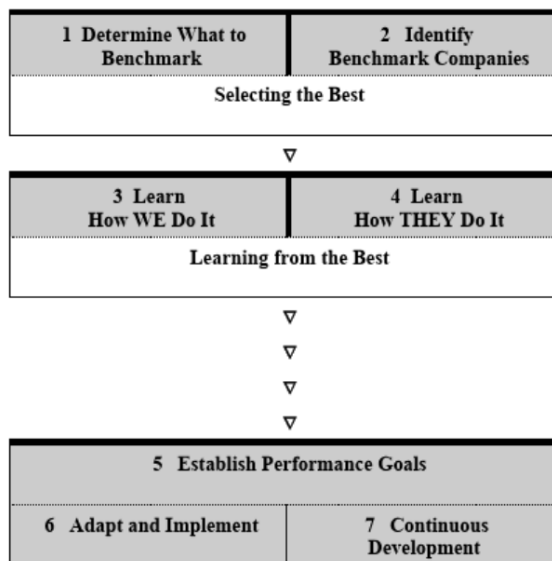 1 Determine What to
Benchmark
2 Identify
Benchmark Companies
Selecting the Best
3 Learn
How WE Do It
4 Learn
How THEY Do It
Learning from the Best
5 Establish Performance Goals
6 Adapt and Implement
7 Continuous
Development